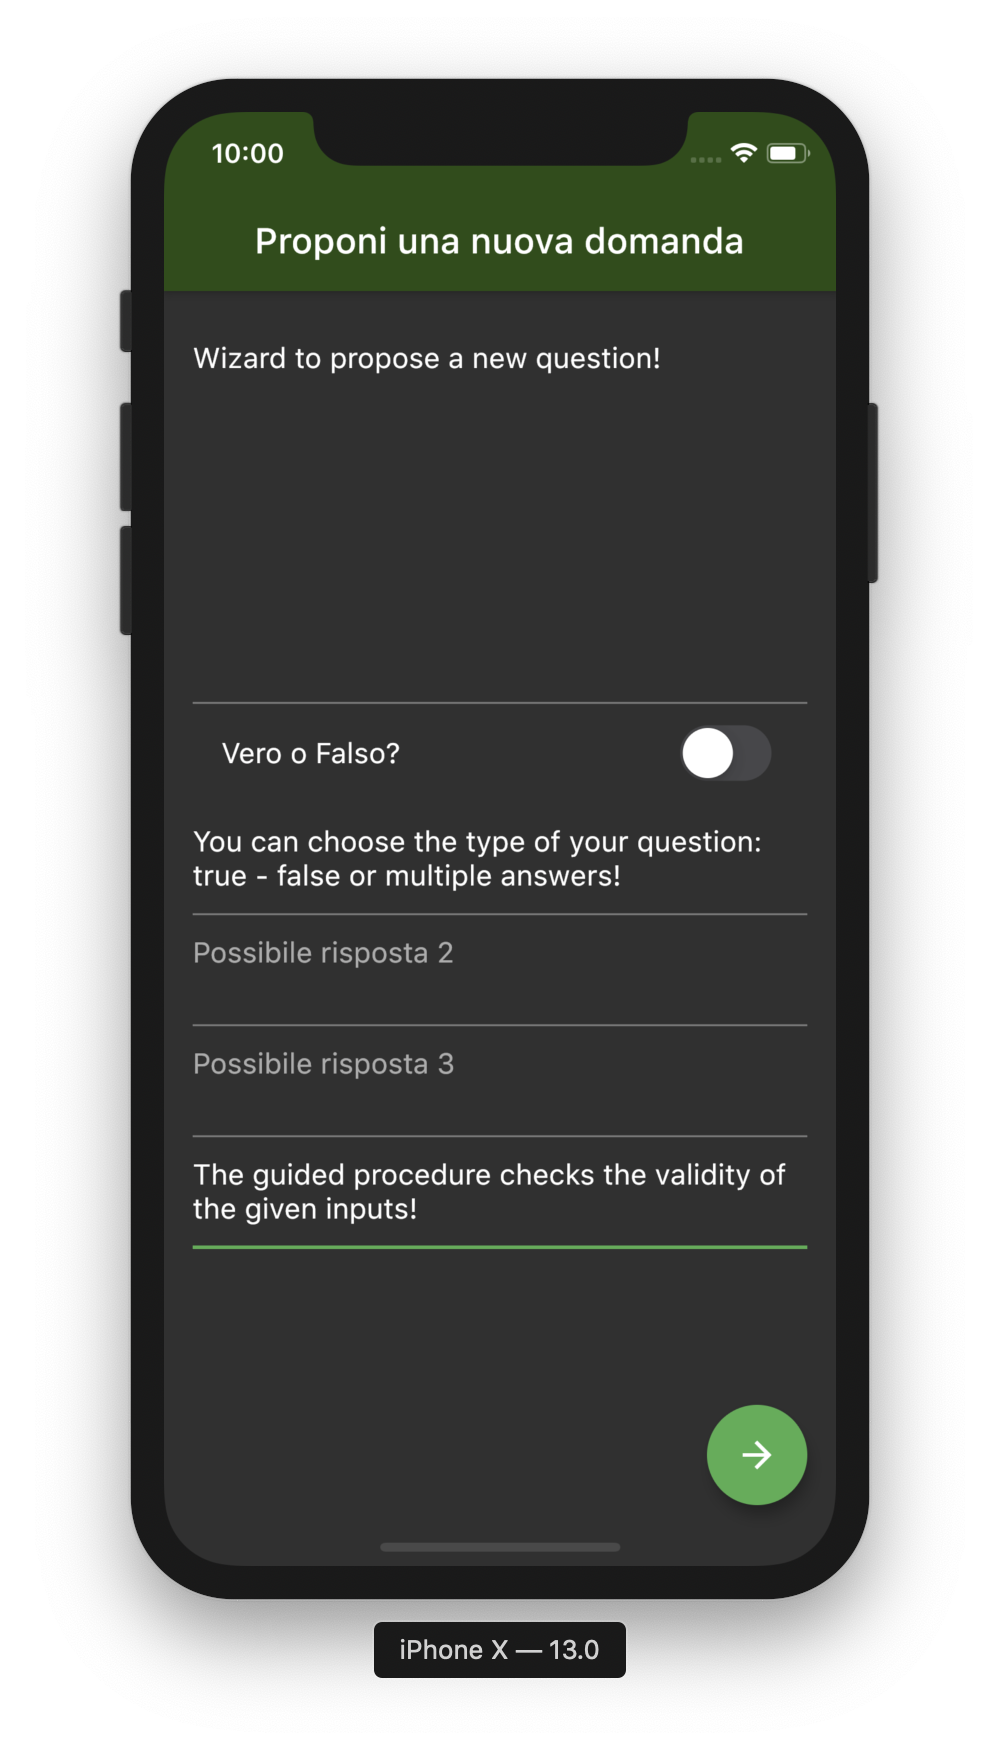 10:00
Proponi una nuova domanda
Wizard to propose a new question!
Vero o Falso?
You can choose the type of your question:
true - false or multiple answers!
Possibile risposta 2
Possibile risposta 3
The guided procedure checks the validity of
the given inputs!
iPhone X — 13.0